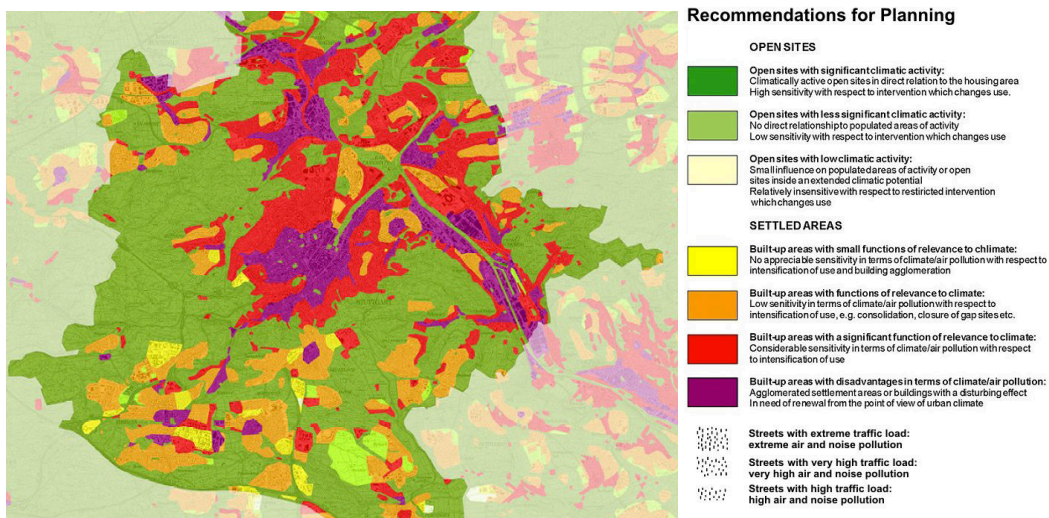 Recommendations for Planning
OPEN SITES
Open sites with significant climatic activity:
Climatically active open sites in direct relation to the housing area
High sensitivity with respect to intervention which changes use.
Open sites with less significant climatic activity:
No direct relationship to populated areas of activity
Low sensitivity with respect to intervention which changes use
Open sites with low climatic activity:
Small influence on populated areas of activity or open
sites inside an extended climatic potential
Relatively insensitive with respect to restricted intervention
which changes use
SETTLED AREAS
Built-up areas with small functions of relevance to chlimate:
No appreciable sensitivity in terms of climate/air pollution with respect to
intensification of use and building agglomeration
Built-up areas with functions of relevance to climate:
Low senitivity in terms of climate/air pollution with respect to
intensification of use, e.g. consolidation, closure of gap sites etc.
Built-up areas with a significant function of relevance to climate:
Considerable sensitivity in terms of climate/air pollution with respect
to intensification of use
Built-up areas with disadvantages in terms of climate/air pollution:
Agglomerated settlement areas or buildings with a disturbing effect
In need of renewal from the point of view of urban climate
Streets with extreme traffic load:
extreme air and noise pollution
Streets with very high traffic load:
very high air and noise pollution
Streets with high traffic load:
high air and noise pollution